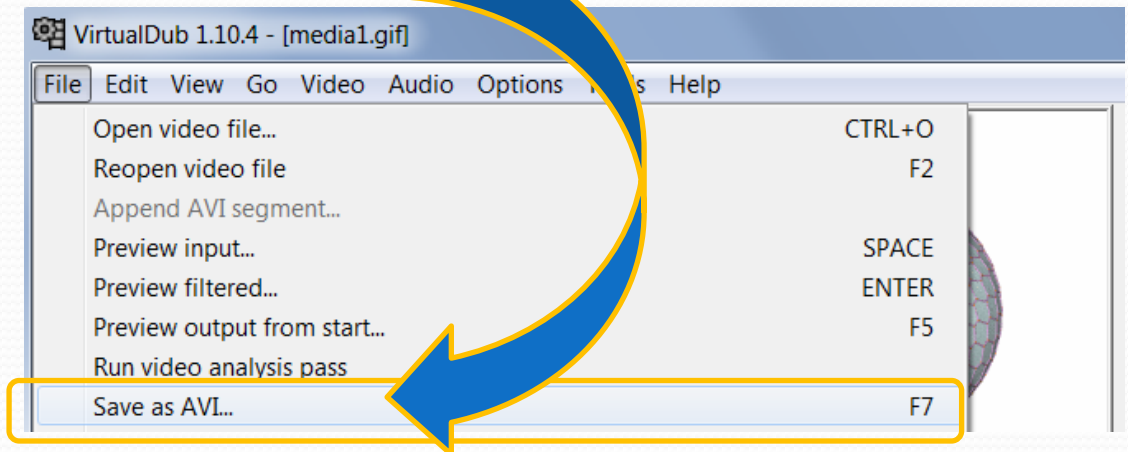 VirtualDub 1.10.4 - [media1.gif]
File Edit View Go Video Audio Options Help
Open video file... CTRL+O
Reopen video file F2
Append AVI segment...
Preview input... SPACE
Preview filtered... ENTER
Preview output from start... F5
Run video analysis pass
Save as AVI... F7